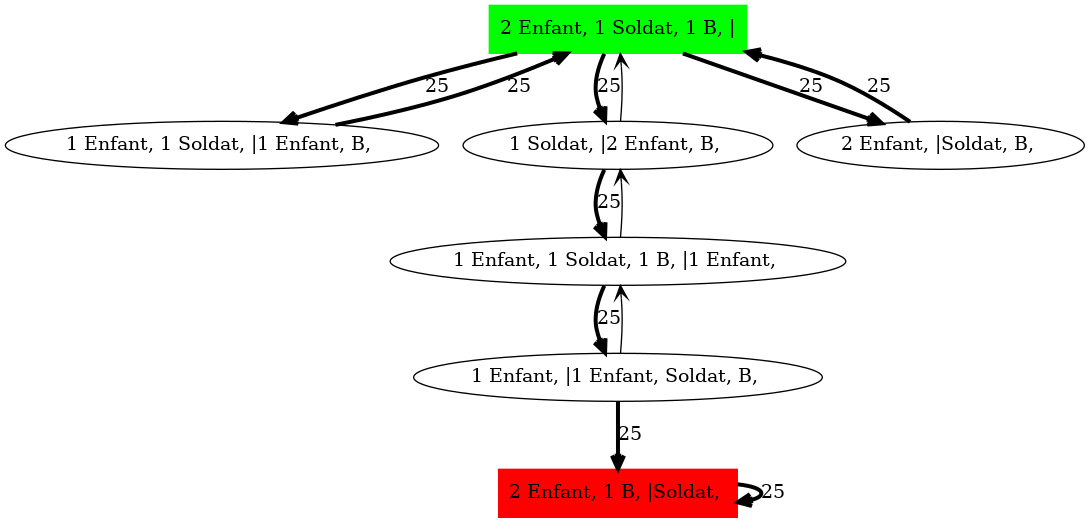 2 Enfant, 1 Soldat, 1 B, |
25
25
25
25
25
1 Enfant, 1 Soldat, |1 Enfant, B,
1 Soldat, |2 Enfant, B,
2 Enfant, |Soldat, B,
25
1 Enfant, 1 Soldat, 1 B, |1 Enfant,
25
1 Enfant, |1 Enfant, Soldat, B,
25
2 Enfant, 1 B, |Soldat,
25